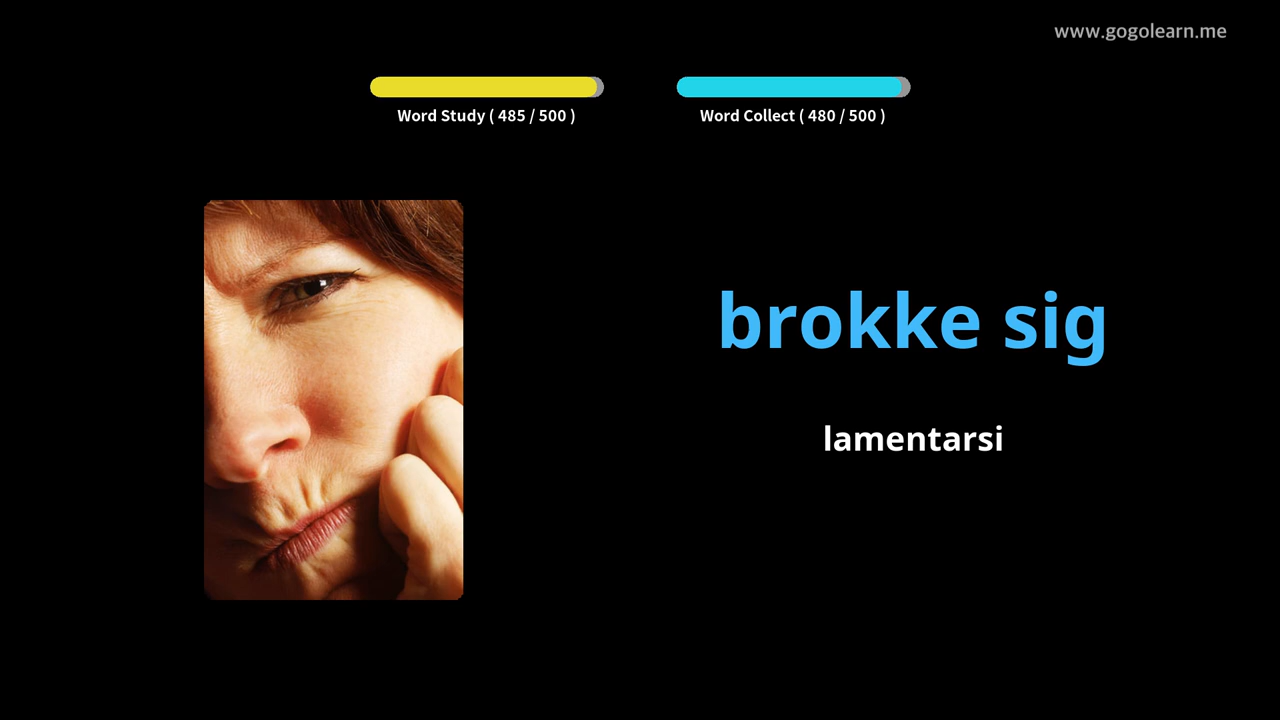 www.gogolearn.me
Word Study ( 485 / 500 )
Word Collect ( 480 / 500 )
brokke sig
lamentarsi